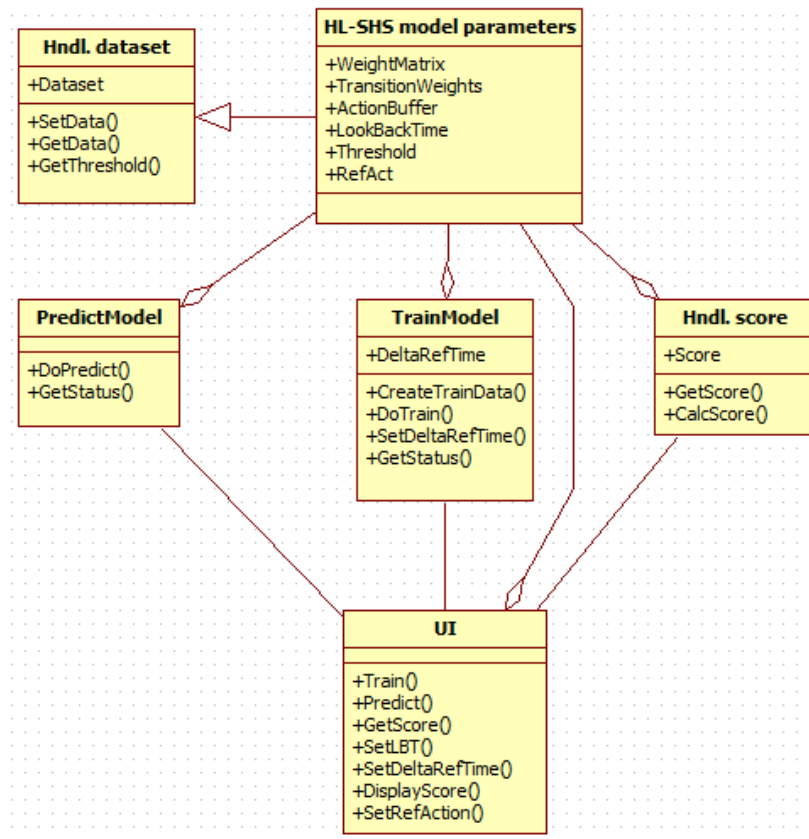 Hndl. dataset
+Dataset
+SetData()
+GetData()
+GetThreshold()
HL-SHS model parameters
+WeightMatrix
+TransitionWeights
+ActionBuffer
+LookBackTime
+Threshold
+RefAct
PredictModel
+DoPredict()
+GetStatus()
TrainModel
+DeltaRefTime
+CreateTrainData()
+DoTrain()
+SetDeltaRefTime()
+GetStatus()
Hndl. score
+Score
+GetScore()
+CalcScore()
UI
+Train()
+Predict()
+GetScore()
+SetLBT()
+SetDeltaRefTime()
+DisplayScore()
+SetRefAction()